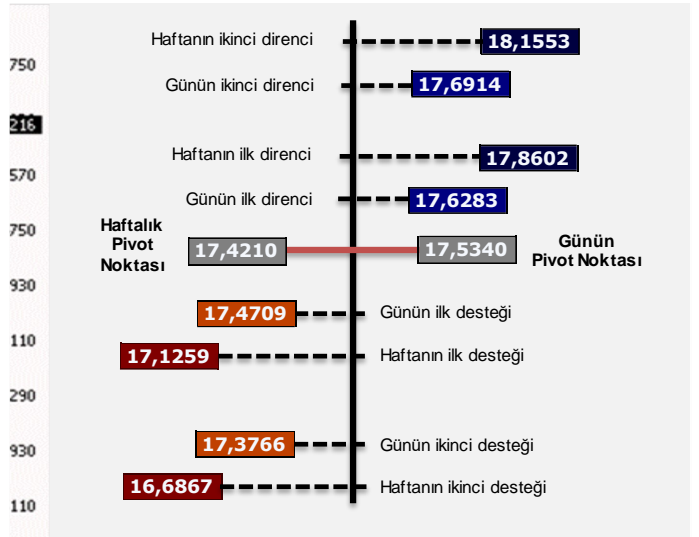 Haftanın ikinci direnci
18,1553
750
Günün ikinci direnci
17,6914
216
Haftanın ilk direnci
17,8602
570
Günün ilk direnci
17,6283
750
Haftalık
Pivot
Noktası
17,4210
17,5340
Günün
Pivot Noktası
930
17,4709
Günün ilk desteği
110
17,1259
Haftanın ilk desteği
290
17,3766
Günün ikinci desteği
930
16,6867
Haftanın ikinci desteği
110